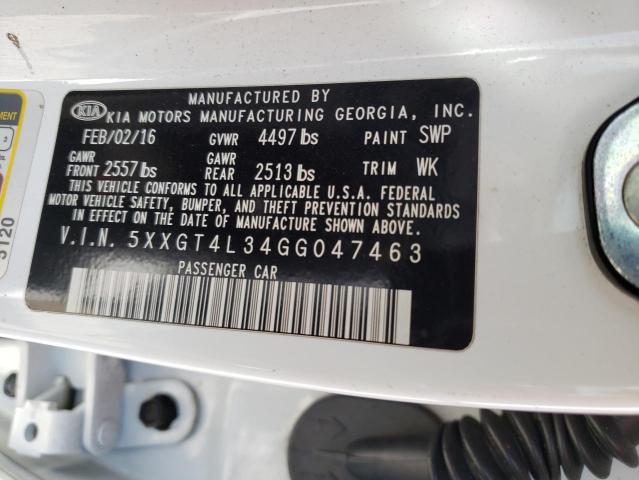 MANUFACTURED BY
KIA KIA MOTORS MANUFACTURING GEORGIA, INC.
FEB/02/16 GVWR 4497 lbs PAINT SWP
GAWR FRONT 2557 lbs GAWR REAR 2513 lbs TRIM WK
THIS VEHICLE CONFORMS TO ALL APPLICABLE U.S.A. FEDERAL
MOTOR VEHICLE SAFETY, BUMPER, AND THEFT PREVENTION STANDARDS
IN EFFECT ON THE DATE OF MANUFACTURE SHOWN ABOVE.
V.I.N. 5XXGT4L34GG047463
PASSENGER CAR